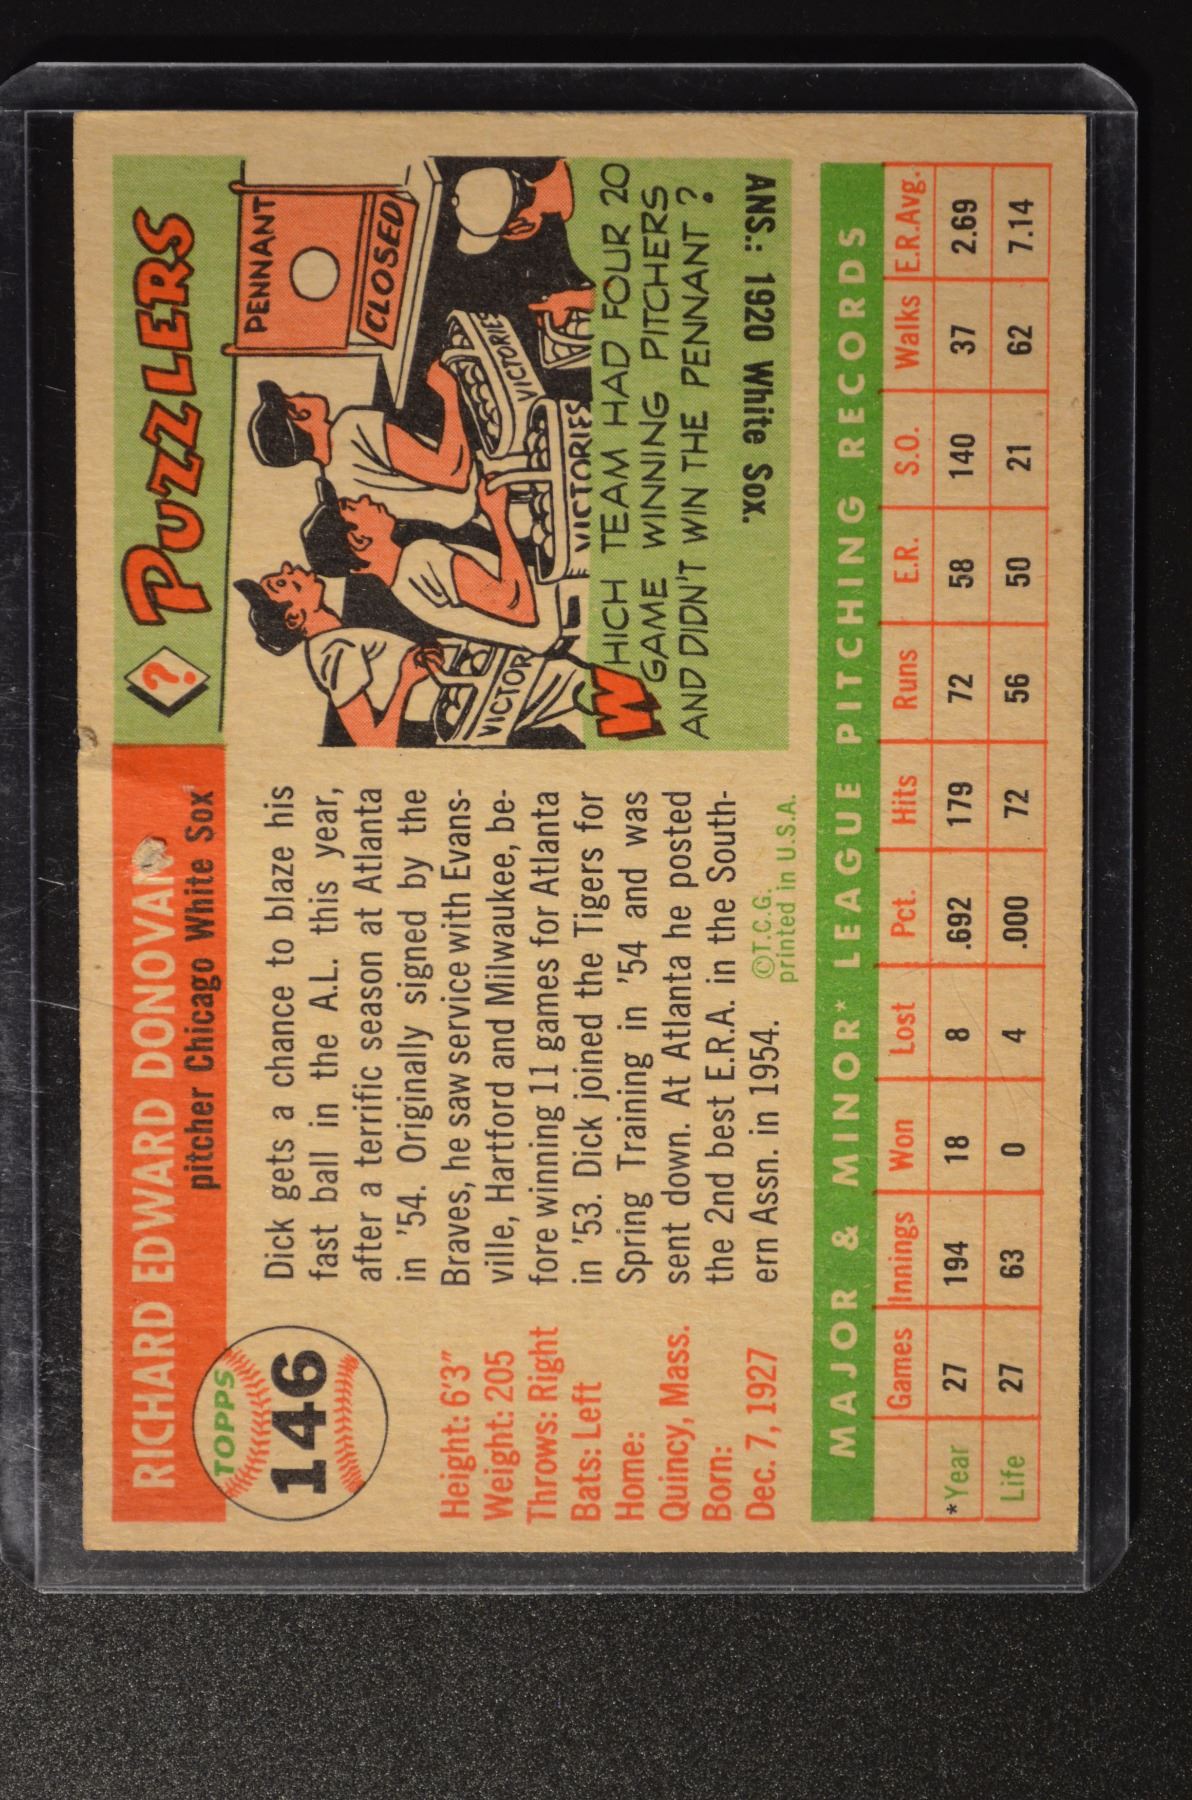 RICHARD EDWARD DONOVAN
pitcher Chicago White Sox
TOPPS
146
Height: 6'3"
Weight: 205
Throws: Right
Bats: Left
Home:
Quincy, Mass.
Born:
Dec. 7, 1927
Dick gets a chance to blaze his
fast ball in the A.L. this year,
after a terrific season at Atlanta
in '54. Originally signed by the
Braves, he saw service with Evans-
ville, Hartford and Milwaukee, be-
fore winning 11 games for Atlanta
in '53. Dick joined the Tigers for
Spring Training in '54 and was
sent down. At Atlanta he posted
the 2nd best E.R.A. in the South-
ern Assn. in 1954.
©T.C.G.
printed in U.S.A.
? PUZZLERS
PENNANT
CLOSED
VICTOR
VICTORIES
VICTORIES
WHICH TEAM HAD FOUR 20
GAME WINNING PITCHERS
AND DIDN'T WIN THE PENNANT?
ANS.: 1920 White Sox.
MAJOR & MINOR* LEAGUE PITCHING RECORDS
Games Innings Won Lost Pct. Hits Runs E.R. S.O. Walks E.R.Avg.
*Year 27 194 18 8 .692 179 72 58 140 37 2.69
Life 27 63 0 4 .000 72 56 50 21 62 7.14